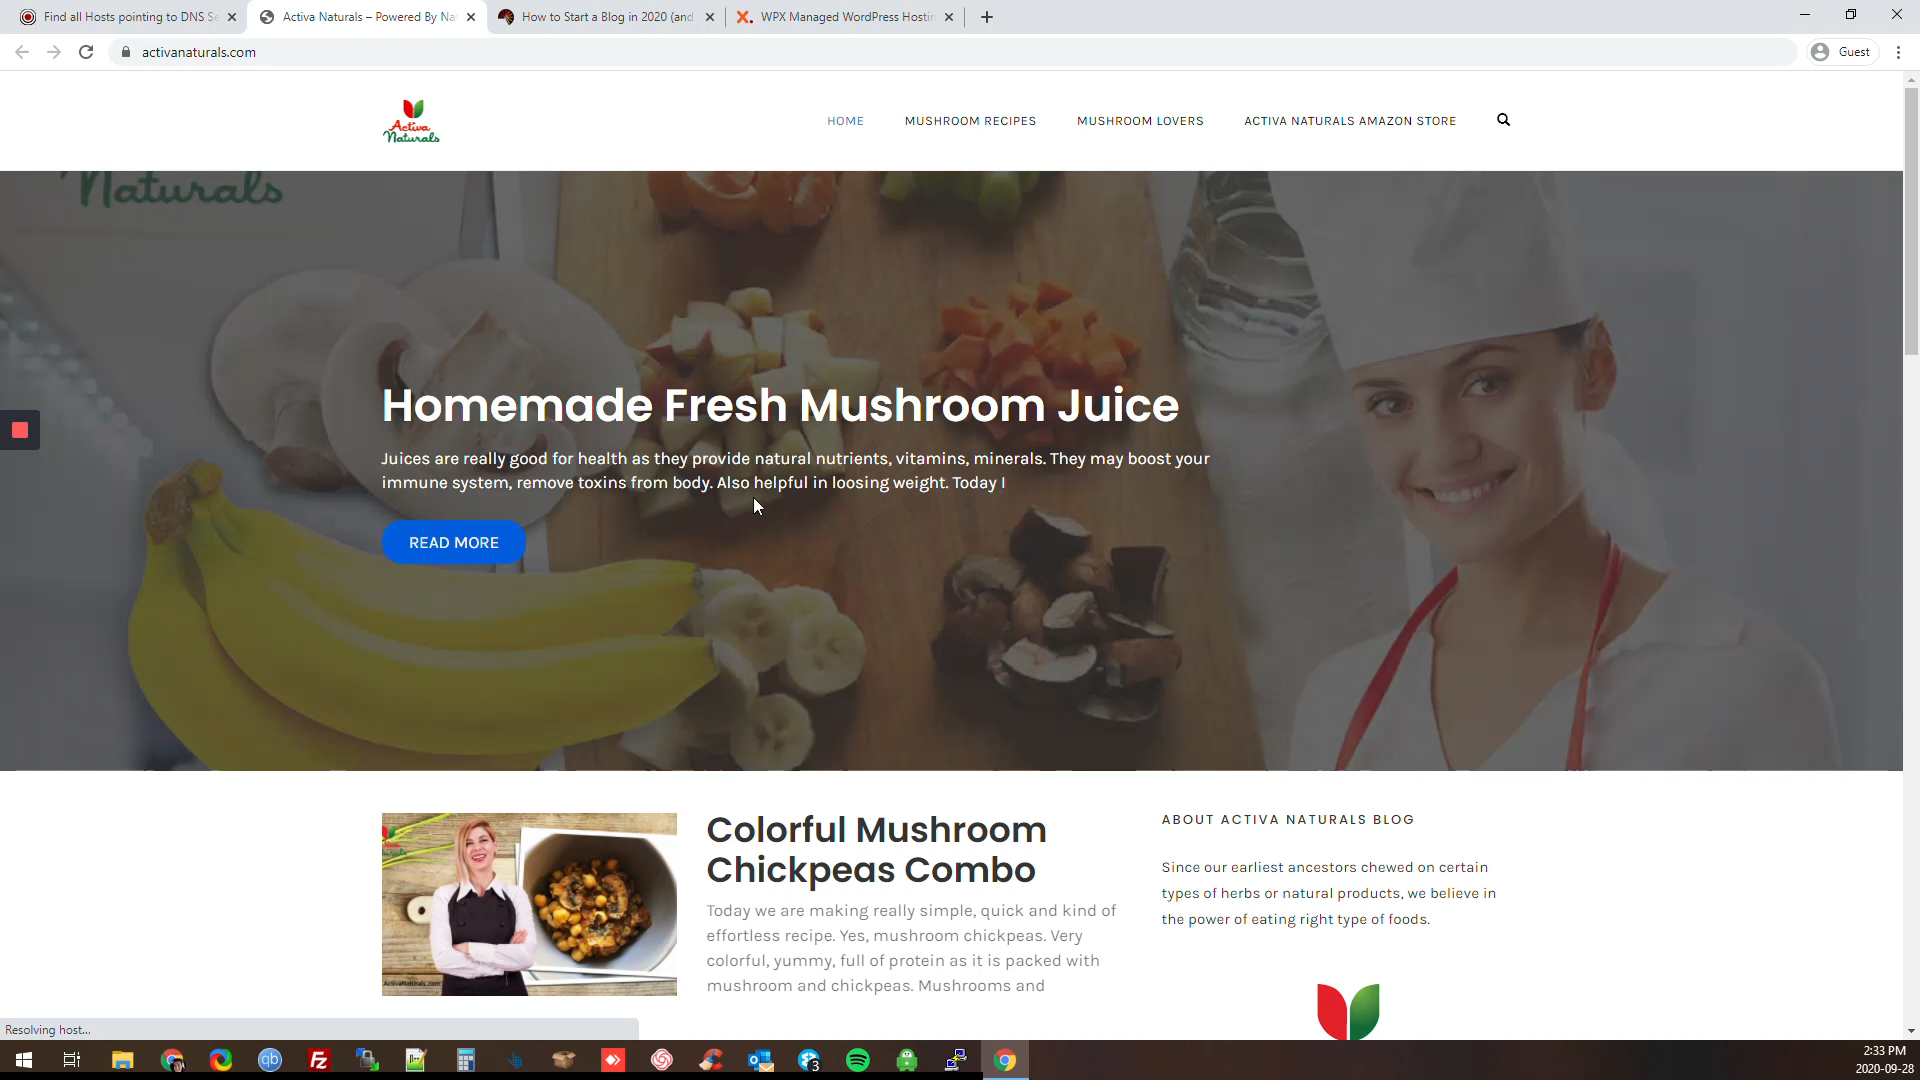 Find all Hosts pointing to DNS Se
Activa Naturals – Powered By Na
How to Start a Blog in 2020 (and
WPX Managed WordPress Hostin
activanaturals.com
Guest
Activa
Naturals
HOME
MUSHROOM RECIPES
MUSHROOM LOVERS
ACTIVA NATURALS AMAZON STORE
Naturals
Homemade Fresh Mushroom Juice
Juices are really good for health as they provide natural nutrients, vitamins, minerals. They may boost your
immune system, remove toxins from body. Also helpful in loosing weight. Today I
READ MORE
Colorful Mushroom
Chickpeas Combo
Today we are making really simple, quick and kind of
effortless recipe. Yes, mushroom chickpeas. Very
colorful, yummy, full of protein as it is packed with
mushroom and chickpeas. Mushrooms and
ActivaNaturals.com
ABOUT ACTIVA NATURALS BLOG
Since our earliest ancestors chewed on certain
types of herbs or natural products, we believe in
the power of eating right type of foods.
Resolving host...
qb
FZ
3
2:33 PM
2020-09-28